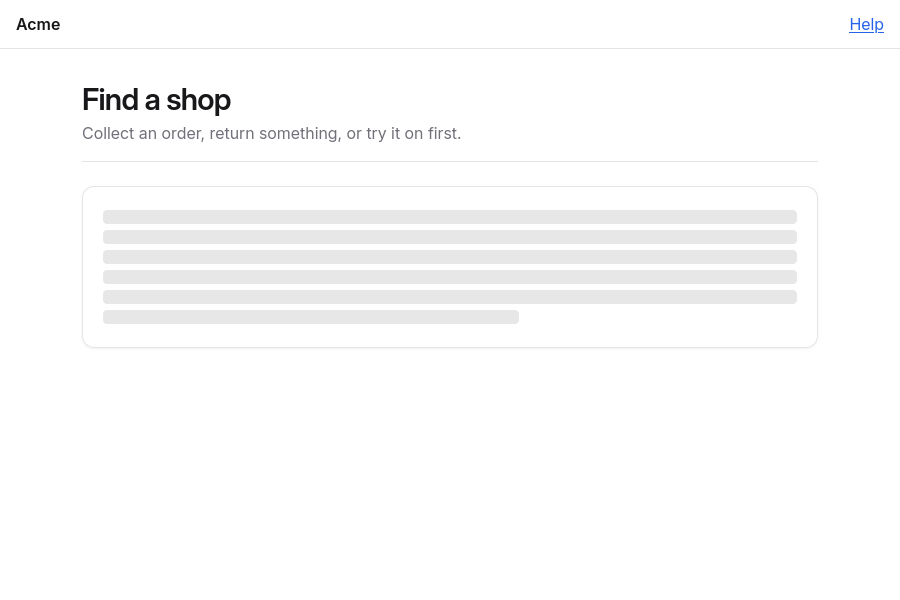 Acme
Help
Find a shop
Collect an order, return something, or try it on first.